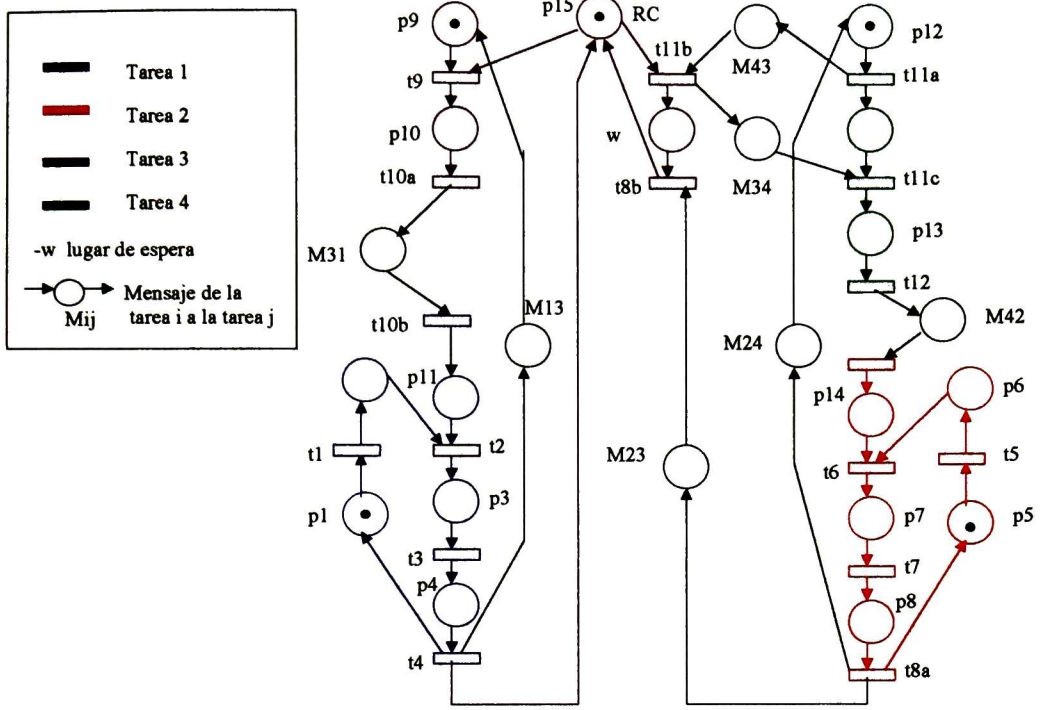 Tarea 1
Tarea 2
Tarea 3
Tarea 4
-w lugar de espera
Mensaje de la
tarea i a la tarea j
Mij
p9
t9
p10
t10a
M31
t10b
M13
p11
t1
t2
p1
p3
t3
p4
t4
p15
RC
t11b
M43
w
t8b
M34
M23
p12
t11a
t11c
p13
t12
M42
M24
p14
p6
t6
t5
p7
p5
t7
p8
t8a